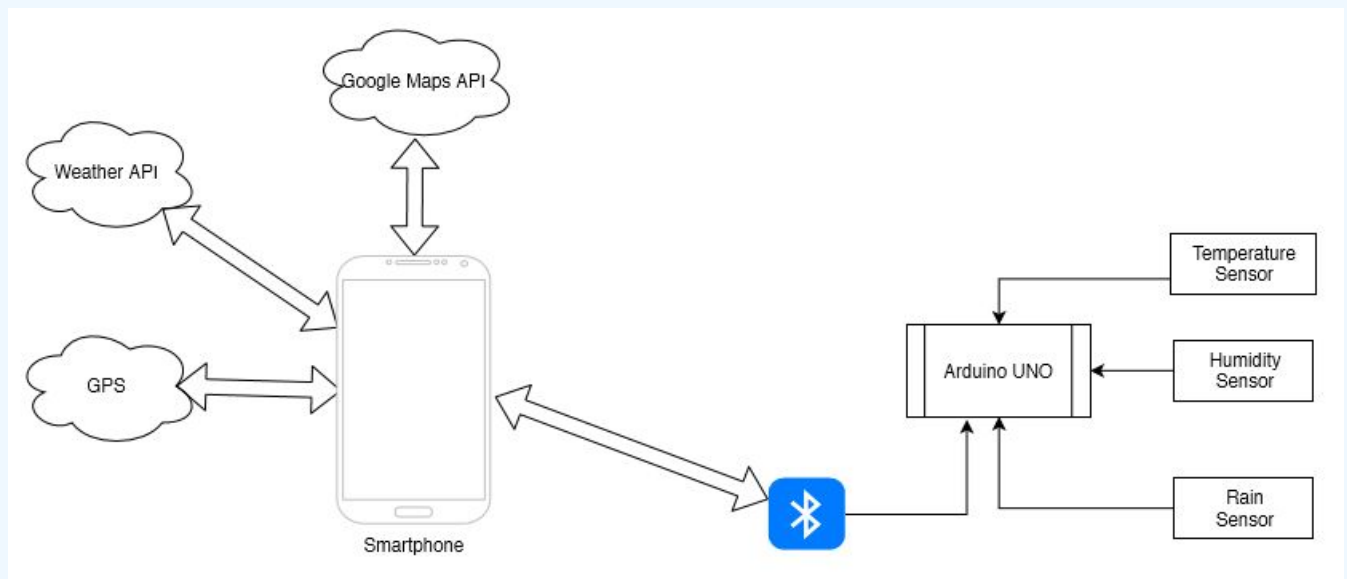 Google Maps API
Weather API
Temperature
Sensor
Arduino UNO
Humidity
Sensor
GPS
Rain
Sensor
Smartphone